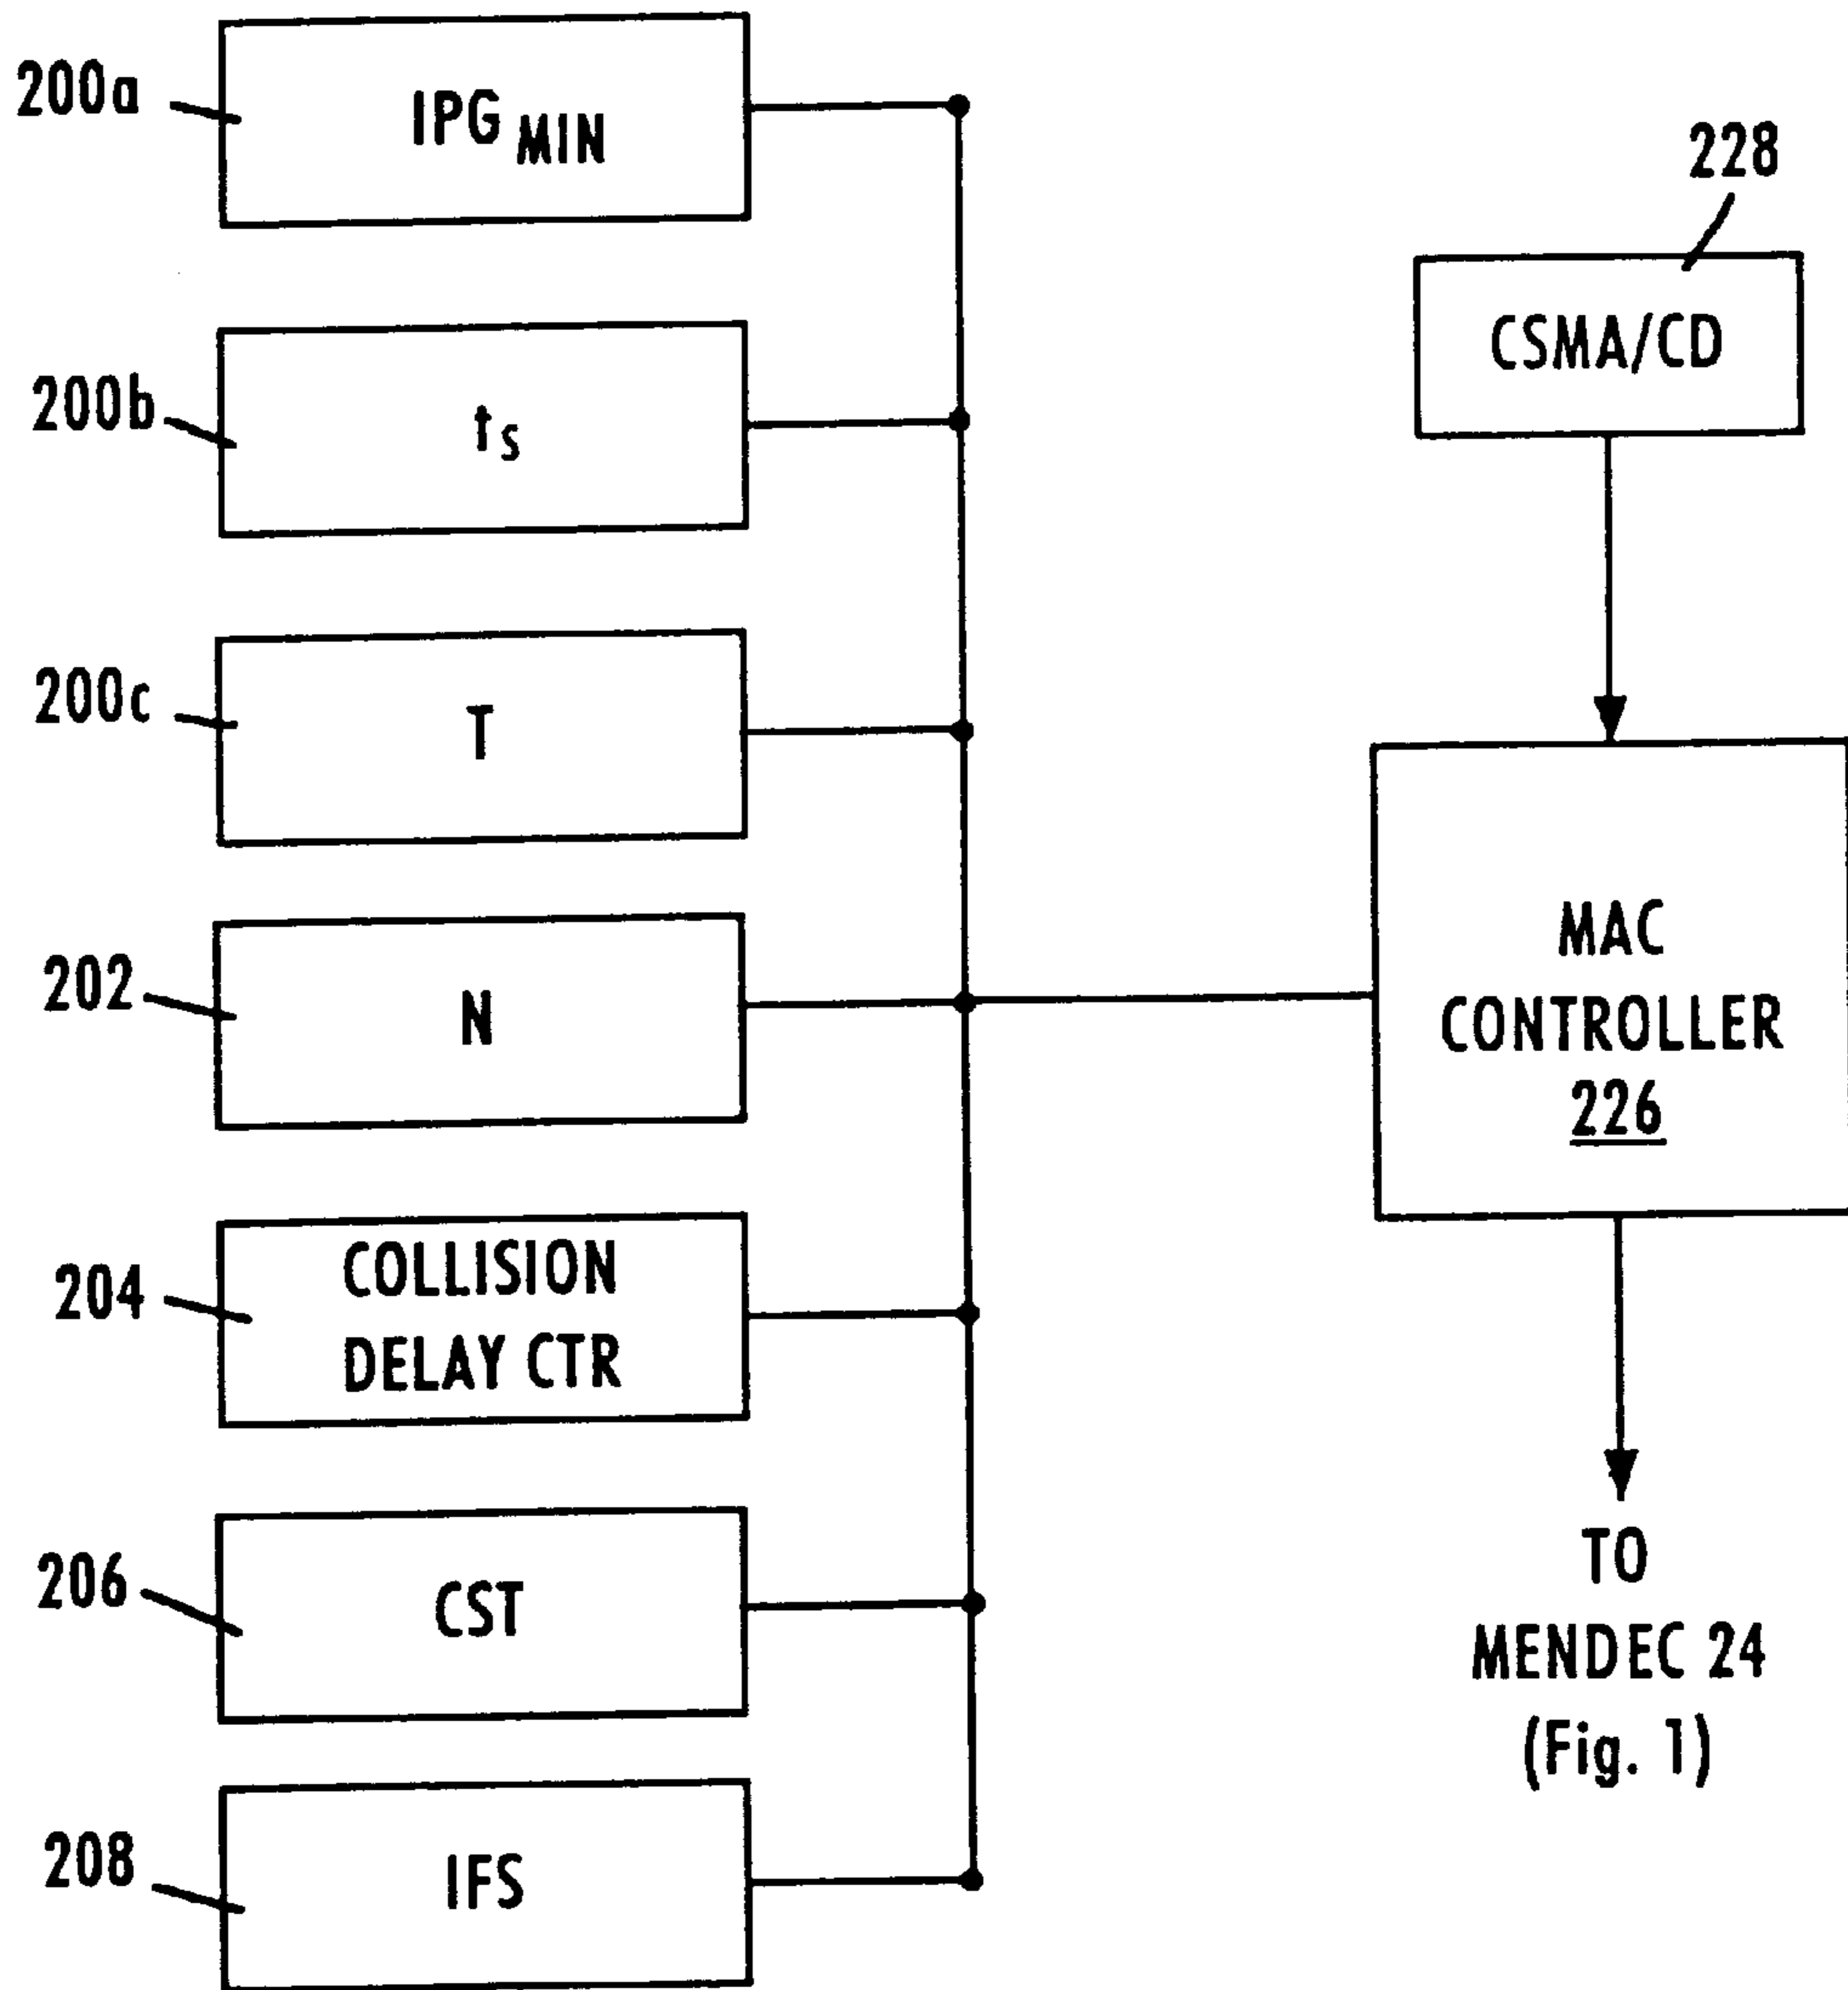 200a
IPG MIN
200b
ts
200c
T
202
N
204
COLLISION
DELAY CTR
206
CST
208
IFS
228
CSMA/CD
MAC
CONTROLLER
226
TO
MENDEC 24
(Fig. 1)